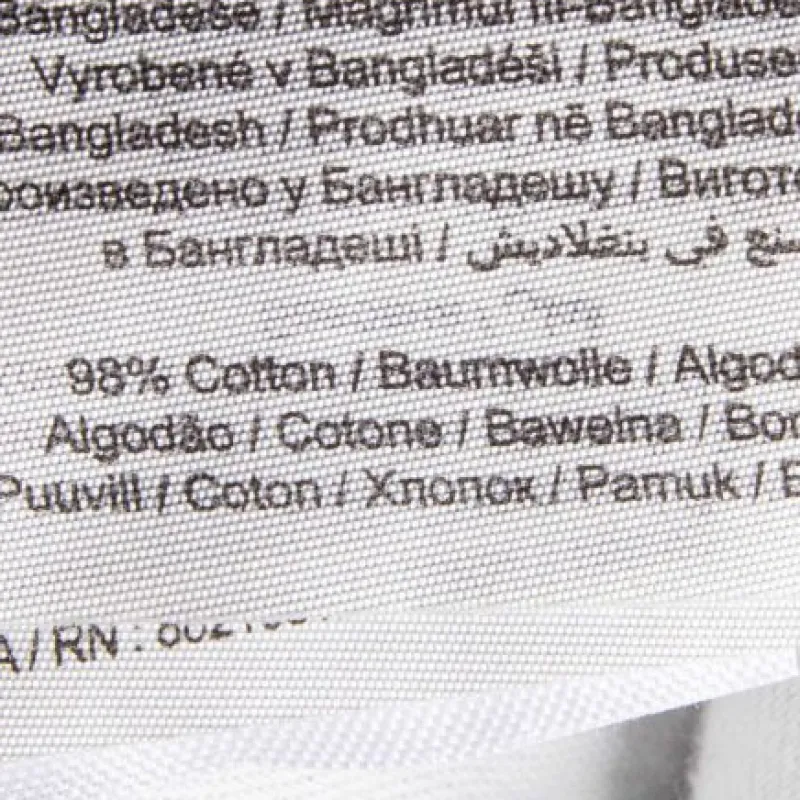 Bangladese / Magħmul fil-Banglade
Vyrobené v Bangladéši / Produse
Bangladesh / Prodhuar në Banglad
роизведено у Бангладешу / Вигот
в Бангладеші / صنع في بنغلاديش
98% Cotton / Baumwolle / Algod
Algodão / Cotone / Bawełna / Bo
Puuvill / Coton / Хлопок / Pamuk /
A / RN :